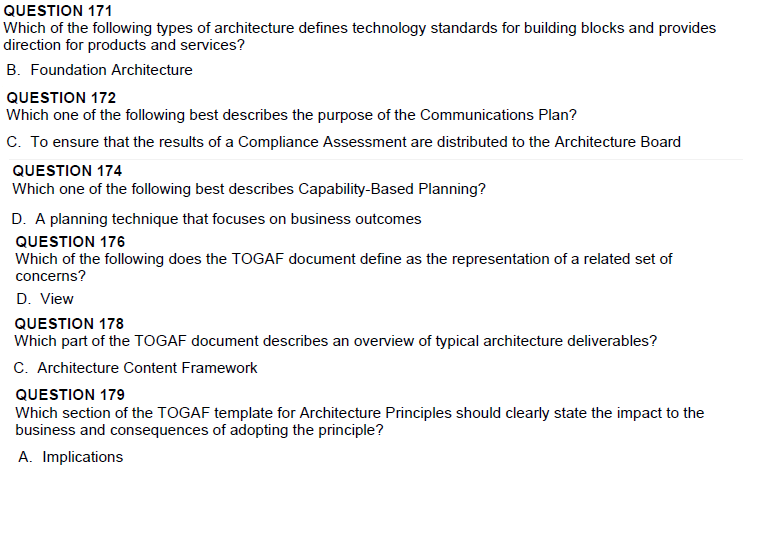 QUESTION 171
Which of the following types of architecture defines technology standards for building blocks and provides
direction for products and services?
B. Foundation Architecture
QUESTION 172
Which one of the following best describes the purpose of the Communications Plan?
C. To ensure that the results of a Compliance Assessment are distributed to the Architecture Board
QUESTION 174
Which one of the following best describes Capability-Based Planning?
D. A planning technique that focuses on business outcomes
QUESTION 176
Which of the following does the TOGAF document define as the representation of a related set of
concerns?
D. View
QUESTION 178
Which part of the TOGAF document describes an overview of typical architecture deliverables?
C. Architecture Content Framework
QUESTION 179
Which section of the TOGAF template for Architecture Principles should clearly state the impact to the
business and consequences of adopting the principle?
A. Implications